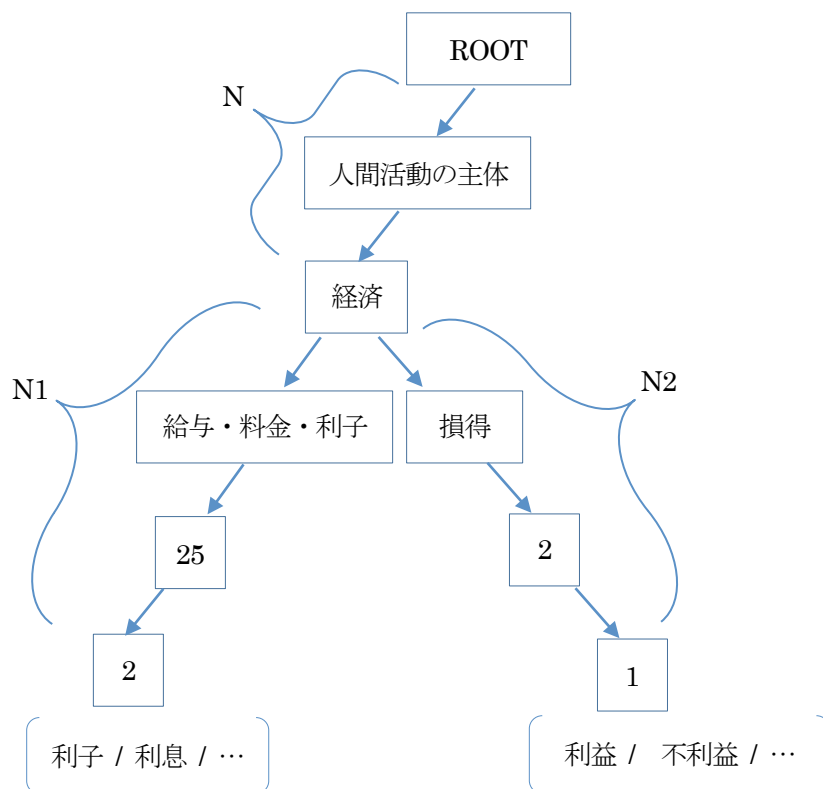 ROOT
N
人間活動の主体
経済
N1
N2
給与・料金・利子
損得
25
2
2
1
利子 / 利息 / …
利益 / 不利益 / …